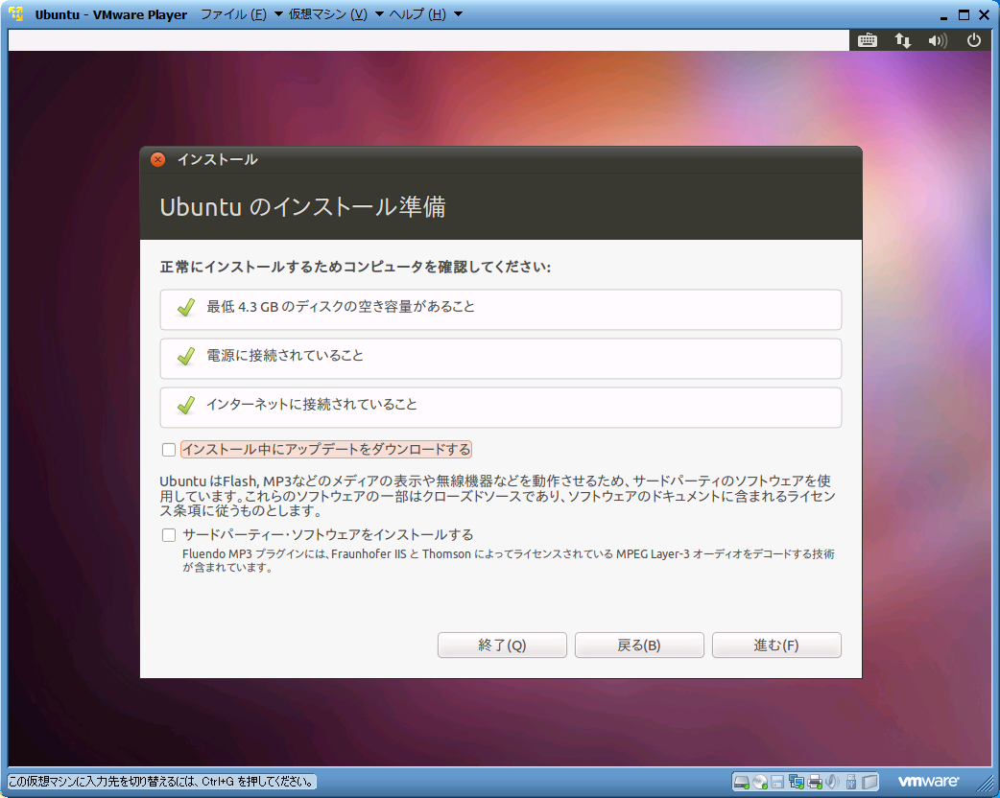 Ubuntu - VMware Player ファイル (F) 仮想マシン (V) ヘルプ (H)
インストール
Ubuntu のインストール準備
正常にインストールするためコンピュータを確認してください:
最低 4.3 GB のディスクの空き容量があること
電源に接続されていること
インターネットに接続されていること
インストール中にアップデートをダウンロードする
Ubuntu はFlash, MP3などのメディアの表示や無線機器などを動作させるため、サードパーティのソフトウェアを使
用しています。これらのソフトウェアの一部はクローズドソースであり、ソフトウェアのドキュメントに含まれるライセン
ス条項に従うものとします。
サードパーティー・ソフトウェアをインストールする
Fluendo MP3 プラグインには、Fraunhofer IIS と Thomson によってライセンスされている MPEG Layer-3 オーディオをデコードする技術
が含まれています。
終了(Q) 戻る(B) 進む(F)
この仮想マシンに入力先を切り替えるには、Ctrl+G を押してください。
vmware